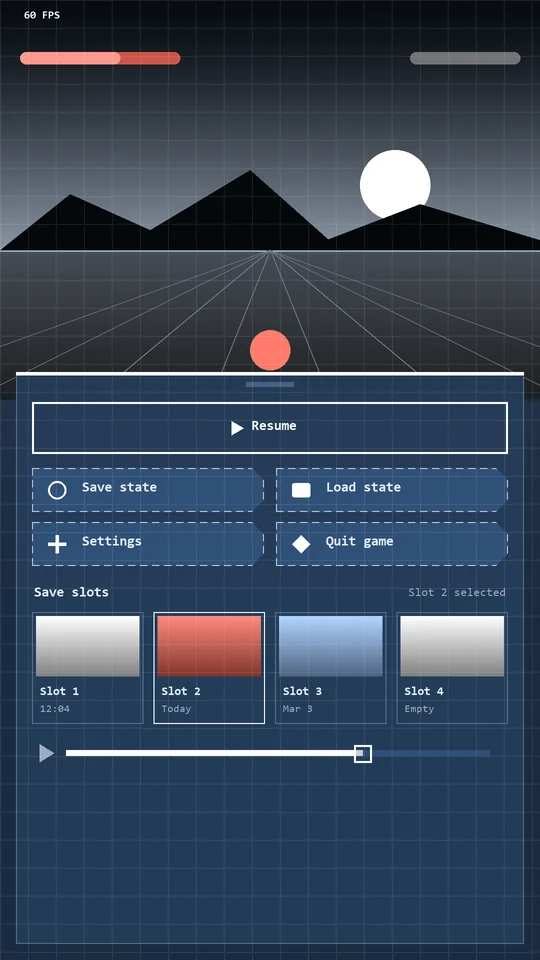 60 FPS
Resume
Save state
Load state
Settings
Quit game
Save slots
Slot 2 selected
Slot 1
12:04
Slot 2
Today
Slot 3
Mar 3
Slot 4
Empty